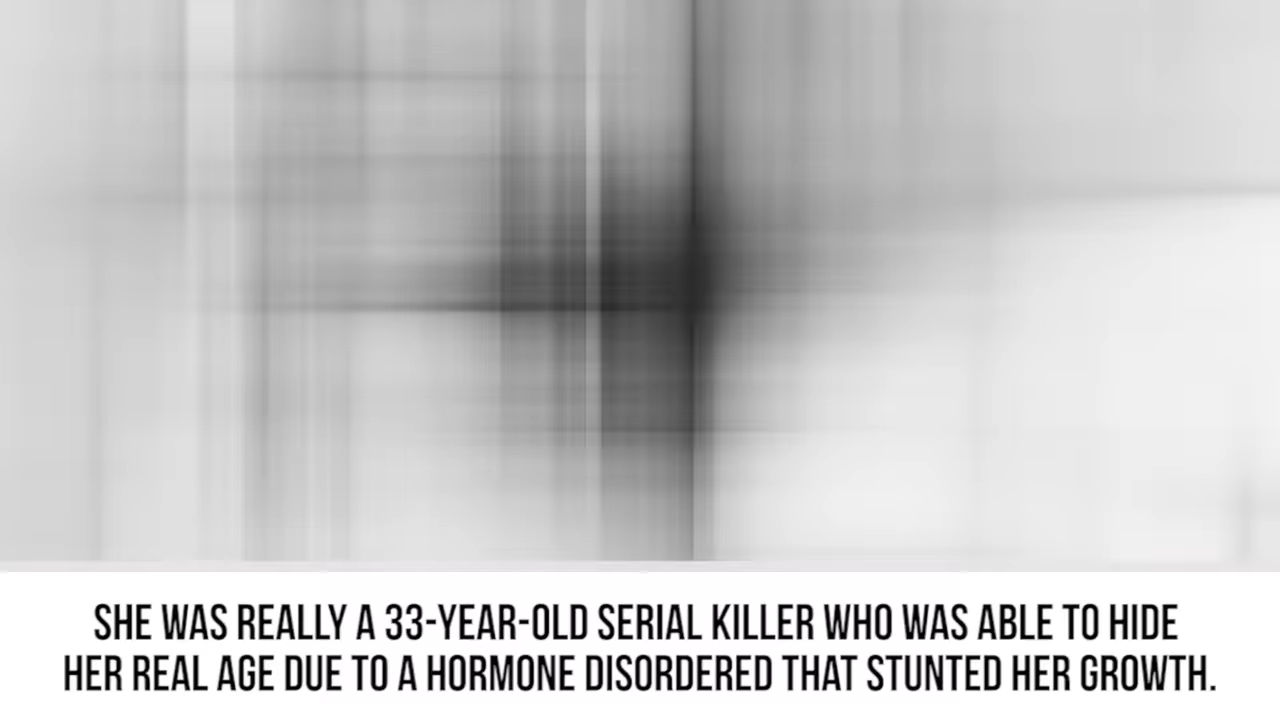 SHE WAS REALLY A 33-YEAR-OLD SERIAL KILLER WHO WAS ABLE TO HIDE
HER REAL AGE DUE TO A HORMONE DISORDERED THAT STUNTED HER GROWTH.